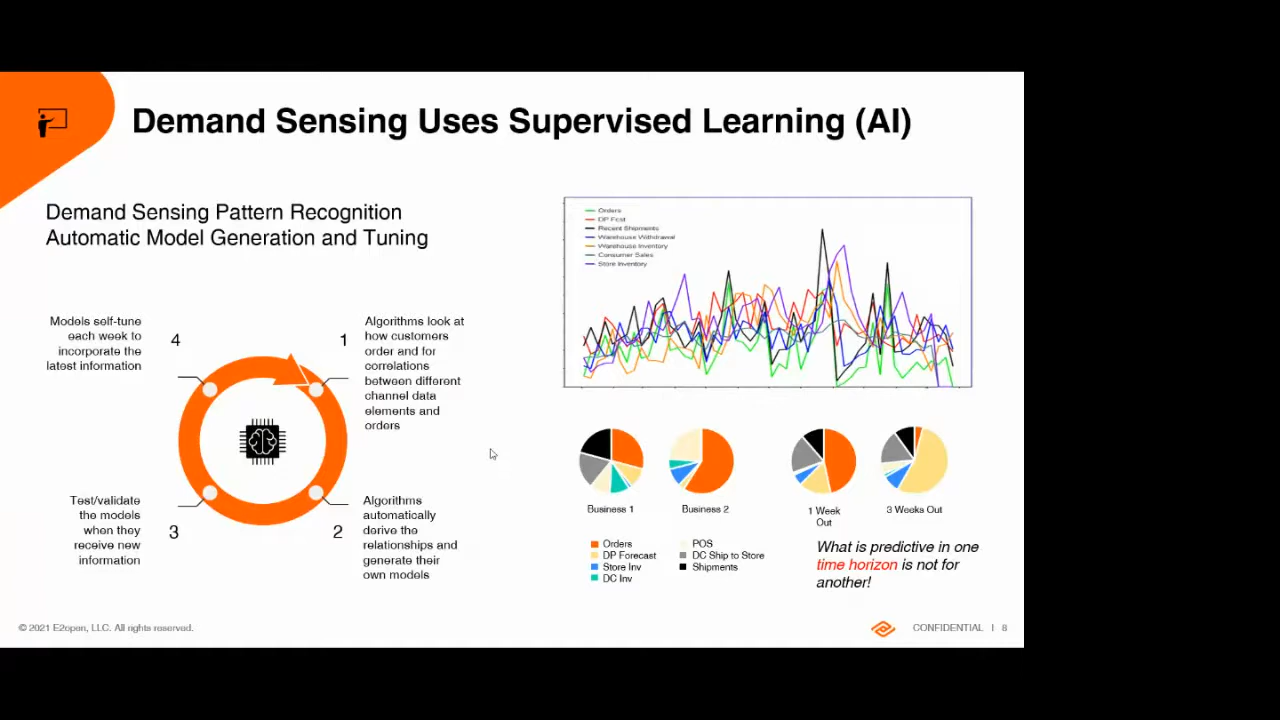 Demand Sensing Uses Supervised Learning (AI)
Demand Sensing Pattern Recognition
Automatic Model Generation and Tuning
Models self-tune
each week to
incorporate the
latest information
4
1
Algorithms look at
how customers
order and for
correlations
between different
channel data
elements and
orders
Test/validate
the models
when they
receive new
information
3
2
Algorithms
automatically
derive the
relationships and
generate their
own models
Orders
DP Fcst
Recent Shipments
Warehouse Withdrawal
Warehouse Inventory
Consumer Sales
Store Inventory
Business 1
Business 2
1 Week
Out
3 Weeks Out
Orders
DP Forecast
Store Inv
DC Inv
POS
DC Ship to Store
Shipments
What is predictive in one
time horizon is not for
another!
© 2021 E2open, LLC. All rights reserved.
CONFIDENTIAL | 8